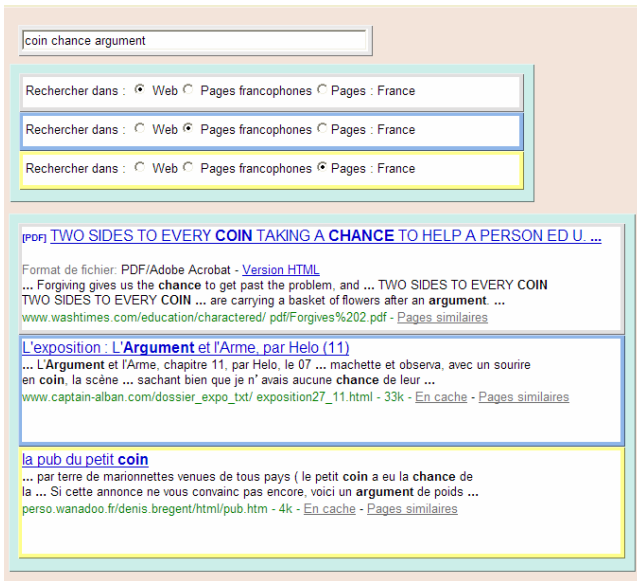 coin chance argument
Rechercher dans : Web Pages francophones Pages : France
Rechercher dans : Web Pages francophones Pages : France
Rechercher dans : Web Pages francophones Pages : France
[PDF] TWO SIDES TO EVERY COIN TAKING A CHANCE TO HELP A PERSON ED U. ...
Format de fichier: PDF/Adobe Acrobat - Version HTML
... Forgiving gives us the chance to get past the problem, and ... TWO SIDES TO EVERY COIN
TWO SIDES TO EVERY COIN ... are carrying a basket of flowers after an argument. ...
www.washtimes.com/education/charactered/ pdf/Forgives%202.pdf - Pages similaires
L'exposition : L'Argument et l'Arme, par Helo (11)
... L'Argument et l'Arme, chapitre 11, par Helo, le 07 ... machette et observa, avec un sourire
en coin, la scène ... sachant bien que je n' avais aucune chance de leur ...
www.captain-alban.com/dossier_expo_txt/ exposition27_11.html - 33k - En cache - Pages similaires
la pub du petit coin
... par terre de marionnettes venues de tous pays ( le petit coin a eu la chance de
la ... Si cette annonce ne vous convainc pas encore, voici un argument de poids ...
perso.wanadoo.fr/denis.bregent/html/pub.htm - 4k - En cache - Pages similaires